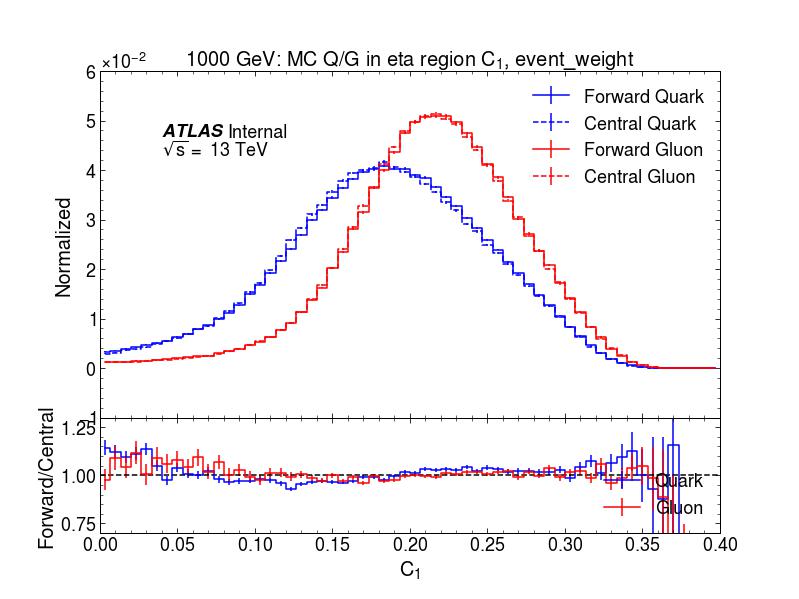 ×10⁻² 1000 GeV: MC Q/G in eta region C₁, event_weight
6
5
4
3
2
1
0
−1
Normalized
ATLAS Internal
√s = 13 TeV
Forward Quark
Central Quark
Forward Gluon
Central Gluon
1.25
1.00
0.75
Forward/Central
Quark
Gluon
0.00 0.05 0.10 0.15 0.20 0.25 0.30 0.35 0.40
C₁